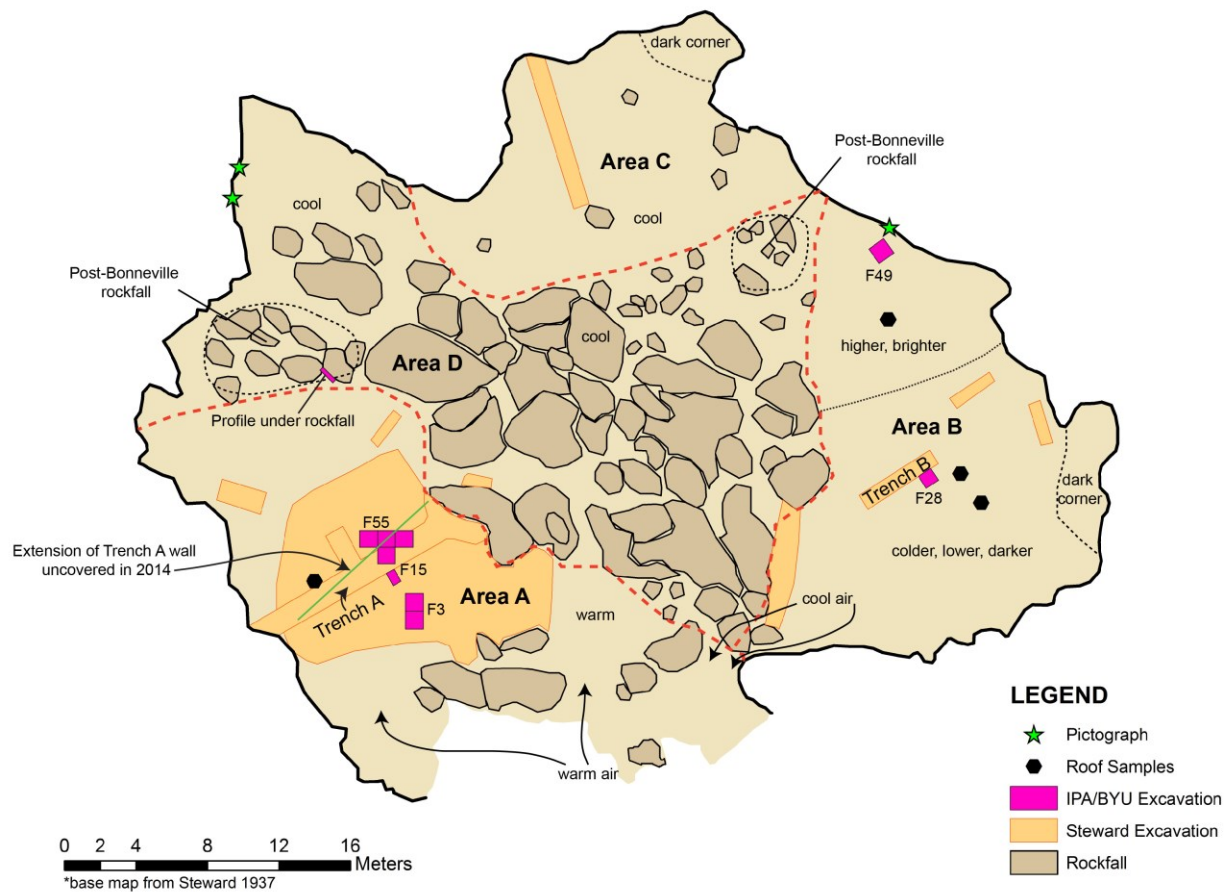 dark corner
Area C
Post-Bonneville
rockfall
cool
cool
Post-Bonneville
rockfall
F49
cool
higher, brighter
Area D
Profile under rockfall
Area B
Trench B
F28
dark
corner
F55
Extension of Trench A wall
uncovered in 2014
F15
colder, lower, darker
Trench A
Area A
F3
warm
cool air
warm air
LEGEND
Pictograph
Roof Samples
IPA/BYU Excavation
Steward Excavation
Rockfall
0 2 4 8 12 16
Meters
*base map from Steward 1937